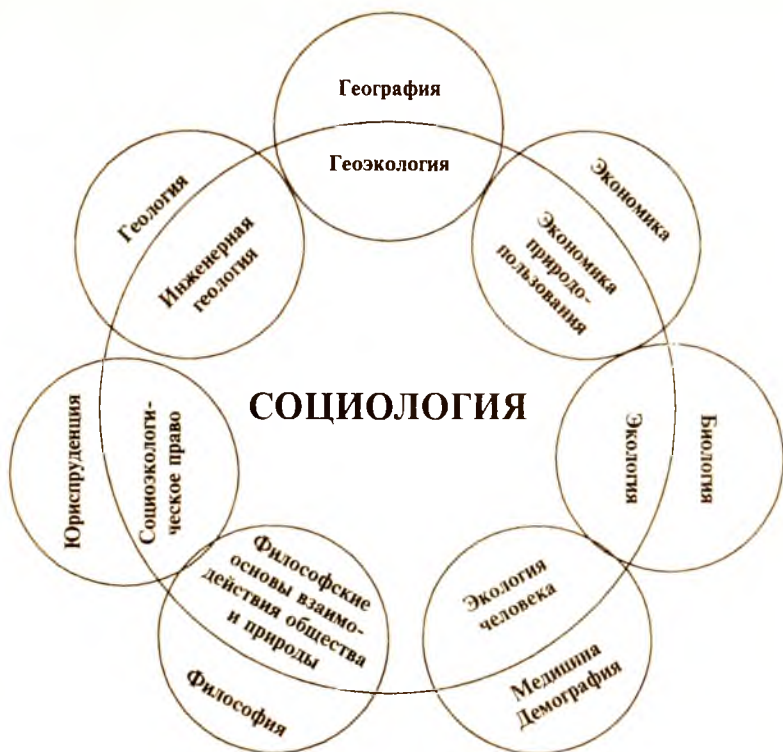 География
Геоэкология
Экономика
Экономика
природо-
пользования
Биология
Экология
Экология
человека
Медицина
Демография
Философские
основы взаимо-
действия общества
и природы
Философия
Социоэкологи-
ческое право
Юриспруденция
Геология
Инженерная
геология
СОЦИОЛОГИЯ